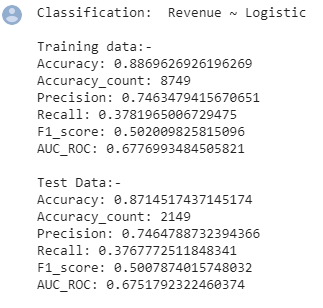 Classification:  Revenue ~ Logistic
Training data:-
Accuracy: 0.8869626926196269
Accuracy_count: 8749
Precision: 0.7463479415670651
Recall: 0.3781965006729475
F1_score: 0.502009825815096
AUC_ROC: 0.6776993484505821
Test Data:-
Accuracy: 0.8714517437145174
Accuracy_count: 2149
Precision: 0.7464788732394366
Recall: 0.3767772511848341
F1_score: 0.5007874015748032
AUC_ROC: 0.6751792322460374